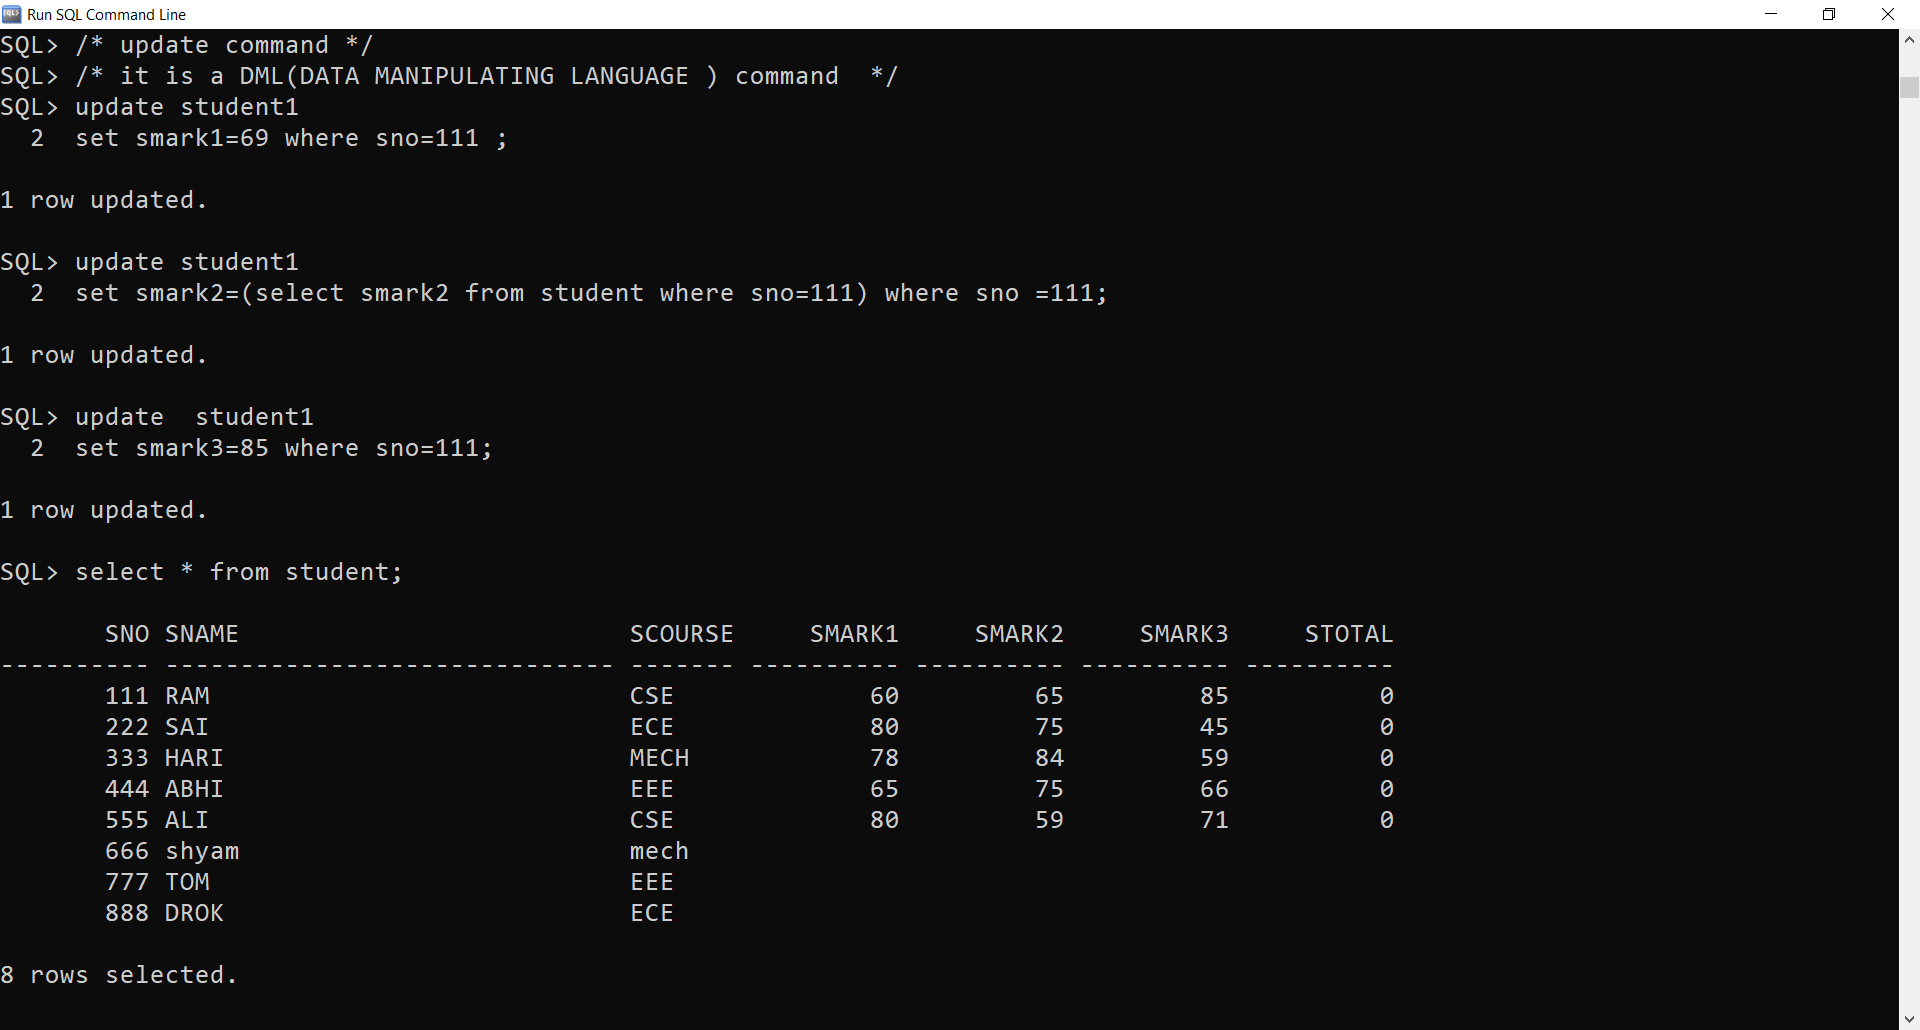 Run SQL Command Line
SQL> /* update command */
SQL> /* it is a DML(DATA MANIPULATING LANGUAGE ) command  */
SQL> update student1
  2  set smark1=69 where sno=111 ;
1 row updated.
SQL> update student1
  2  set smark2=(select smark2 from student where sno=111) where sno =111;
1 row updated.
SQL> update  student1
  2  set smark3=85 where sno=111;
1 row updated.
SQL> select * from student;
       SNO SNAME                          SCOURSE     SMARK1     SMARK2     SMARK3     STOTAL
---------- ------------------------------ ------- ---------- ---------- ---------- ----------
       111 RAM                            CSE             60         65         85          0
       222 SAI                            ECE             80         75         45          0
       333 HARI                           MECH            78         84         59          0
       444 ABHI                           EEE             65         75         66          0
       555 ALI                            CSE             80         59         71          0
       666 shyam                          mech
       777 TOM                            EEE
       888 DROK                           ECE
8 rows selected.